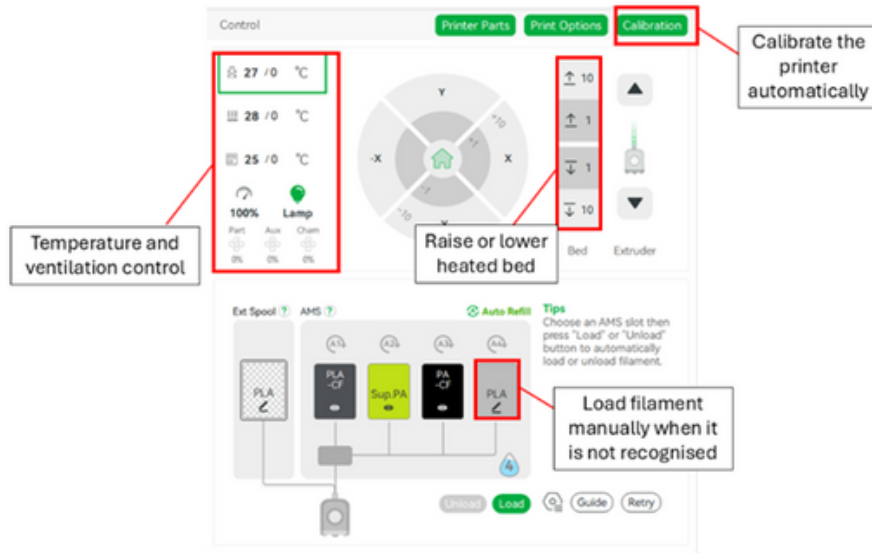 Control
Printer Parts
Print Options
Calibration
Calibrate the
printer
automatically
27 / 0 °C
28 / 0 °C
25 / 0 °C
100%
Lamp
Part Aux Cham
0% 0% 0%
Temperature and
ventilation control
Y
+10
+1
-X
X
-1
-10
10
1
1
10
Bed
Extruder
Raise or lower
heated bed
Ext Spool ? AMS ?
Auto Refill
Tips
Choose an AMS slot then
press "Load" or "Unload"
button to automatically
load or unload filament.
A1 A2 A3 A4
PLA
PLA
-CF
Sup.PA
PA
-CF
PLA
Load filament
manually when it
is not recognised
4
Unload
Load
Guide
Retry